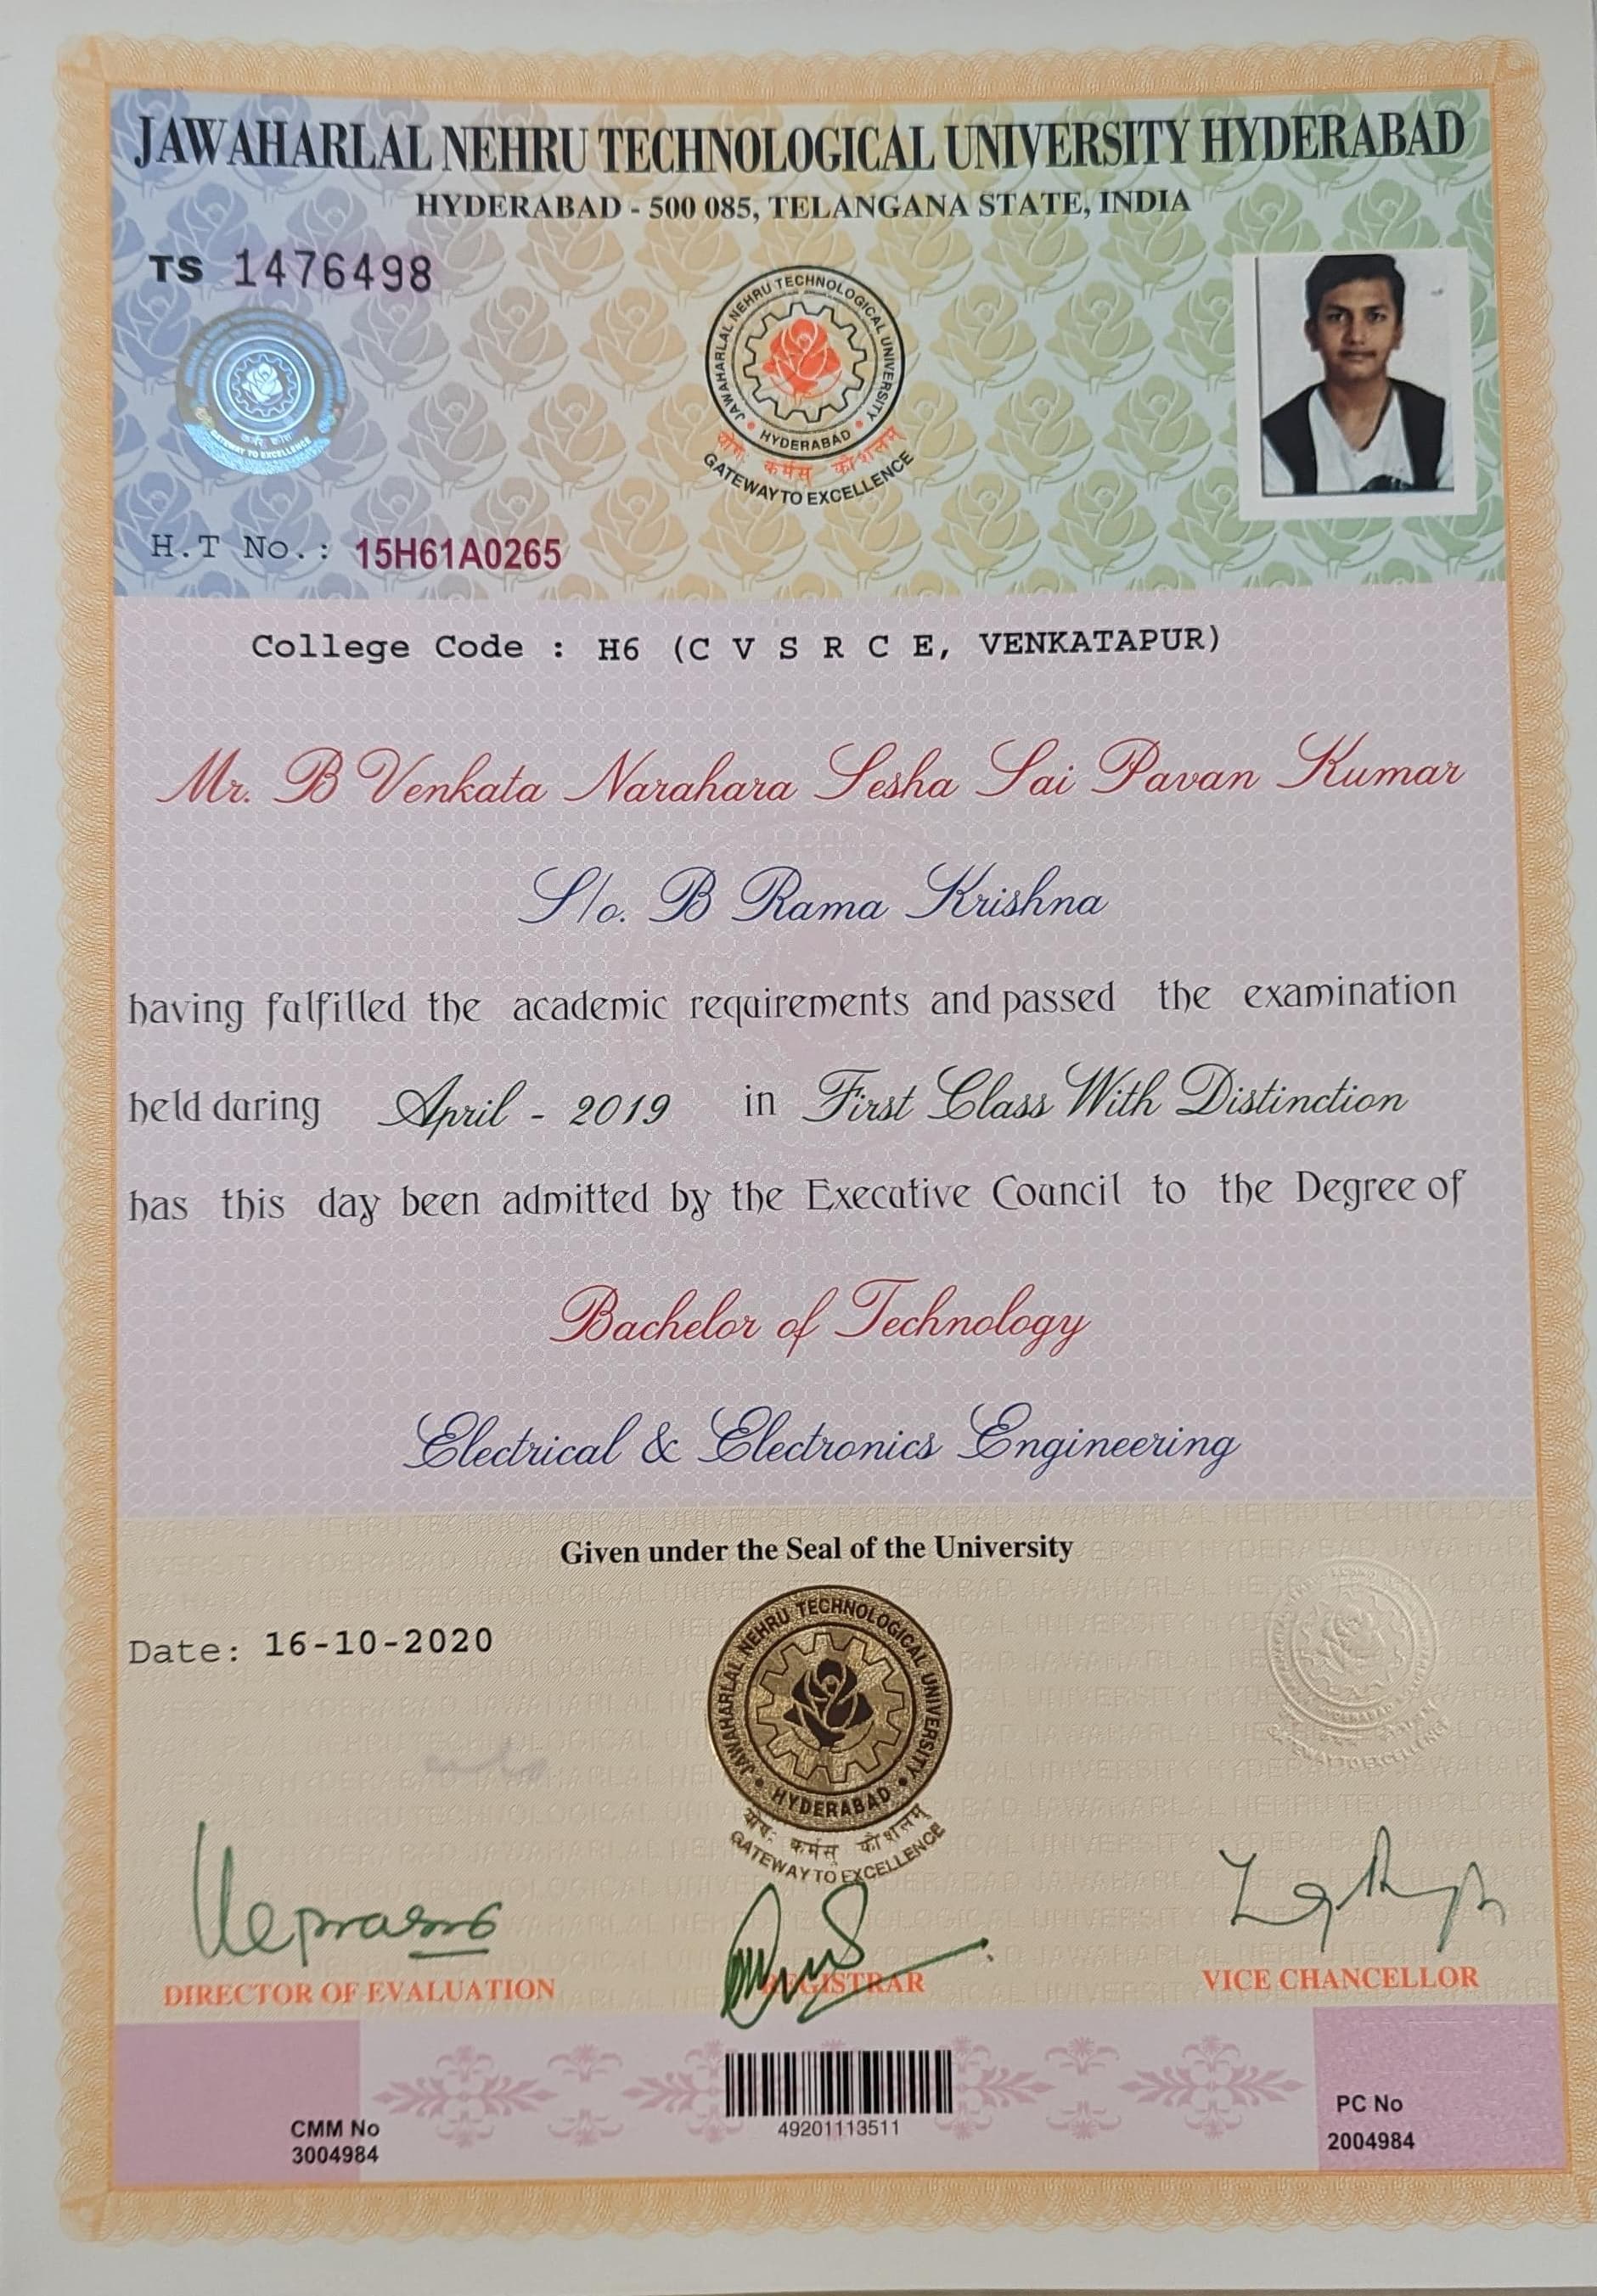 JAWAHARLAL NEHRU TECHNOLOGICAL UNIVERSITY HYDERABAD
HYDERABAD - 500 085, TELANGANA STATE, INDIA
TS 1476498
JAWAHARLAL NEHRU TECHNOLOGICAL UNIVERSITY
HYDERABAD
योगः कर्मसु कौशलम्
GATEWAY TO EXCELLENCE
GATEWAY TO EXCELLENCE
H.T No.: 15H61A0265
College Code : H6 (C V S R C E, VENKATAPUR)
Mr. B Venkata Narahara Sesha Sai Pavan Kumar
S/o. B Rama Krishna
having fulfilled the academic requirements and passed the examination
held during April - 2019 in First Class With Distinction
has this day been admitted by the Executive Council to the Degree of
Bachelor of Technology
Electrical & Electronics Engineering
Given under the Seal of the University
Date: 16-10-2020
JAWAHARLAL NEHRU TECHNOLOGICAL UNIVERSITY
HYDERABAD
योगः कर्मसु कौशलम्
GATEWAY TO EXCELLENCE
HYDERABAD
GATEWAY TO EXCELLENCE
DIRECTOR OF EVALUATION
REGISTRAR
VICE CHANCELLOR
CMM No
3004984
49201113511
PC No
2004984